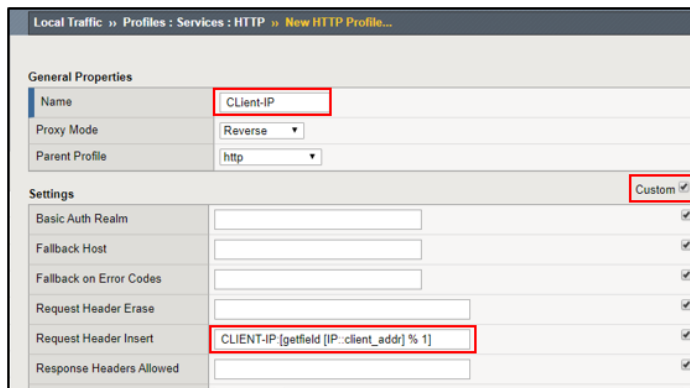 Local Traffic » Profiles : Services : HTTP » New HTTP Profile...
General Properties
Name CLient-IP
Proxy Mode Reverse
Parent Profile http
Settings Custom
Basic Auth Realm
Fallback Host
Fallback on Error Codes
Request Header Erase
Request Header Insert CLIENT-IP:[getfield [IP::client_addr] % 1]
Response Headers Allowed